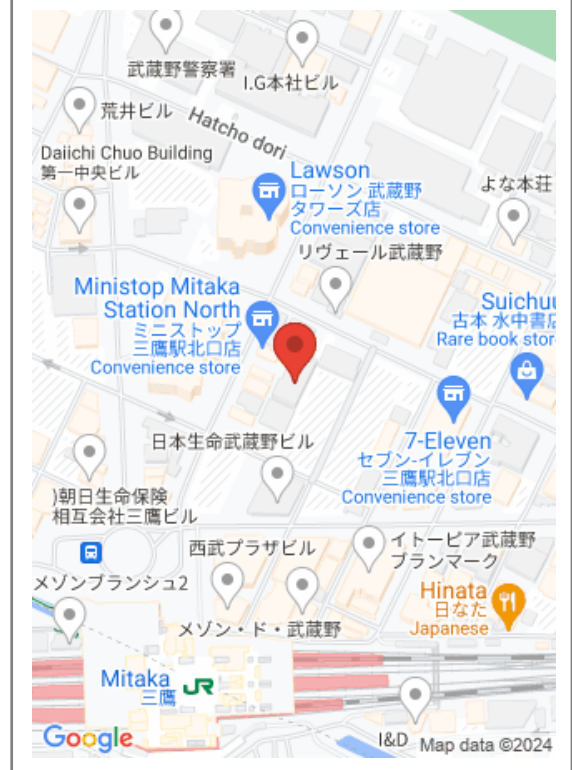 武蔵野警察署
I.G本社ビル
荒井ビル
Hatcho dori
Daiichi Chuo Building
第一中央ビル
Lawson
ローソン 武蔵野
タワーズ店
Convenience store
よな本荘
リヴェール武蔵野
Ministop Mitaka
Station North
ミニストップ
三鷹駅北口店
Convenience store
Suichu
古本 水中書店
Rare book stor
日本生命武蔵野ビル
7-Eleven
セブン-イレブン
三鷹駅北口店
Convenience store
)朝日生命保険
相互会社三鷹ビル
西武プラザビル
イトーピア武蔵野
ブランマーク
メゾンブランシュ2
メゾン・ド・武蔵野
Hinata
日なた
Japanese
Mitaka
三鷹
JR
I&D
Google
Map data ©2024